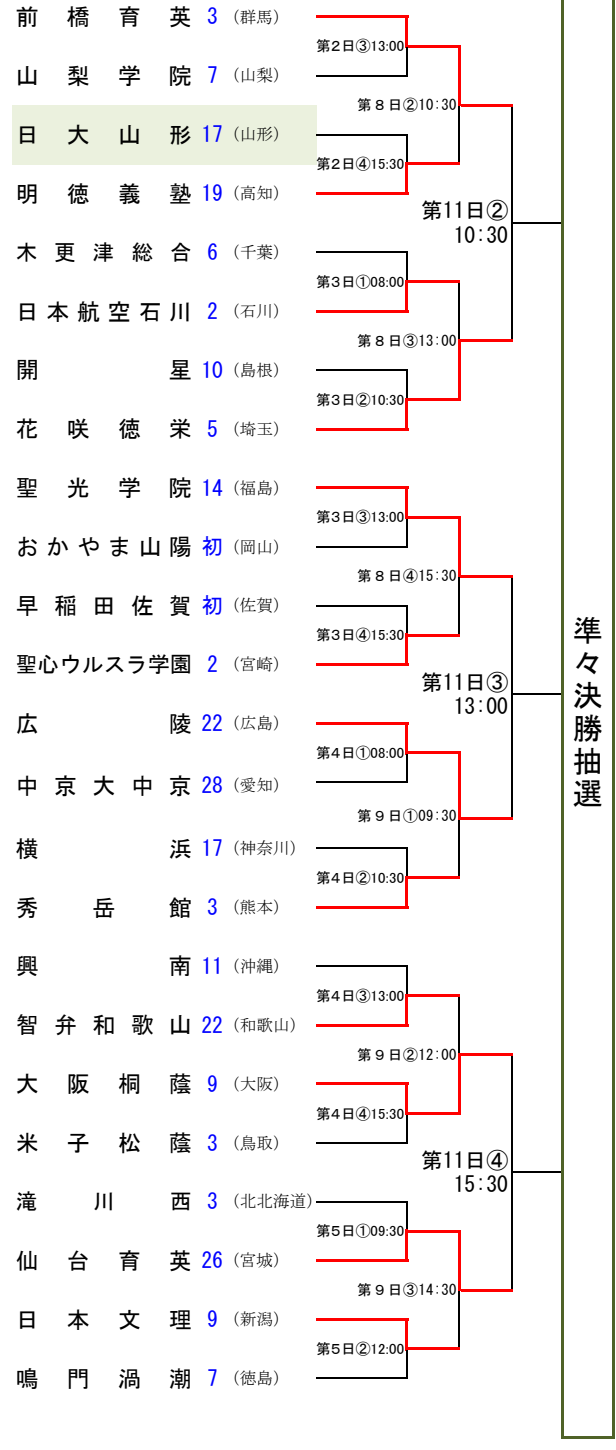 前橋育英 3 (群馬)
第2日③13:00
山梨学院 7 (山梨)
第8日②10:30
日大山形 17 (山形)
第2日④15:30
明徳義塾 19 (高知)
第11日②
10:30
木更津総合 6 (千葉)
第3日①08:00
日本航空石川 2 (石川)
第8日③13:00
開星 10 (島根)
第3日②10:30
花咲徳栄 5 (埼玉)
聖光学院 14 (福島)
第3日③13:00
おかやま山陽 初 (岡山)
第8日④15:30
早稲田佐賀 初 (佐賀)
第3日④15:30
聖心ウルスラ学園 2 (宮崎)
第11日③
13:00
広陵 22 (広島)
第4日①08:00
中京大中京 28 (愛知)
第9日①09:30
横浜 17 (神奈川)
第4日②10:30
秀岳館 3 (熊本)
興南 11 (沖縄)
第4日③13:00
智弁和歌山 22 (和歌山)
第9日②12:00
大阪桐蔭 9 (大阪)
第4日④15:30
米子松蔭 3 (鳥取)
第11日④
15:30
滝川西 3 (北北海道)
第5日①09:30
仙台育英 26 (宮城)
第9日③14:30
日本文理 9 (新潟)
第5日②12:00
鳴門渦潮 7 (徳島)
準々決勝抽選